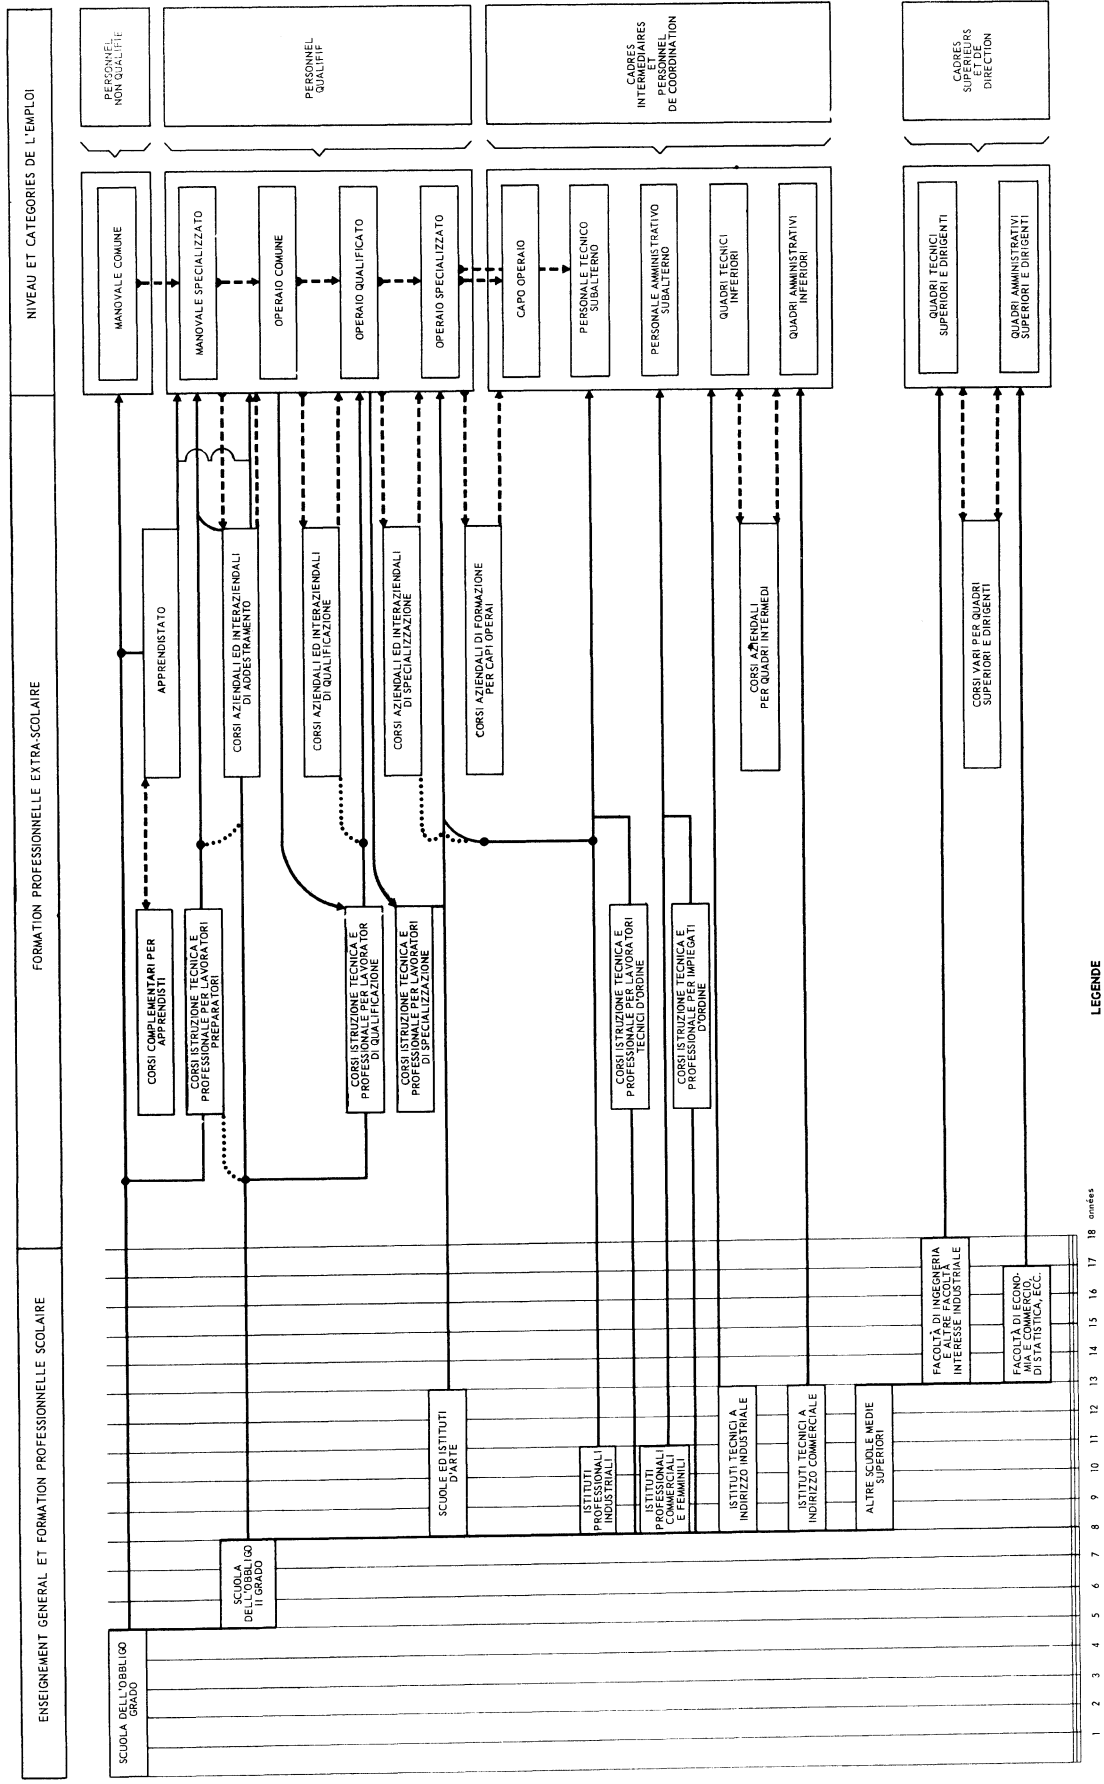 ENSEIGNEMENT GENERAL ET FORMATION PROFESSIONNELLE SCOLAIRE
FORMATION PROFESSIONNELLE EXTRA-SCOLAIRE
NIVEAU ET CATEGORIES DE L'EMPLOI
PERSONNEL
NON QUALIFIE
PERSONNEL
QUALIFIF
CADRES
INTERMEDIAIRES
ET
PERSONNEL
DE COORDINATION
CADRES
SUPERIEURS
ET DE
DIRECTION
MANOVALE COMUNE
MANOVALE SPECIALIZZATO
OPERAIO COMUNE
OPERAIO QUALIFICATO
OPERAIO SPECIALIZZATO
CAPO OPERAIO
PERSONALE TECNICO
SUBALTERNO
PERSONALE AMMINISTRATIVO
SUBALTERNO
QUADRI TECNICI
INFERIORI
QUADRI AMMINISTRATIVI
INFERIORI
QUADRI TECNICI
SUPERIORI E DIRIGENTI
QUADRI AMMINISTRATIVI
SUPERIORI E DIRIGENTI
APPRENDISTATO
CORSI AZIENDALI ED INTERAZIENDALI
DI ADDESTRAMENTO
CORSI AZIENDALI ED INTERAZIENDALI
DI QUALIFICAZIONE
CORSI AZIENDALI ED INTERAZIENDALI
DI SPECIALIZZAZIONE
CORSI AZIENDALI DI FORMAZIONE
PER CAPI OPERAI
CORSI AZIENDALI
PER QUADRI INTERMEDI
CORSI VARI PER QUADRI
SUPERIORI E DIRIGENTI
CORSI COMPLEMENTARI PER
APPRENDISTI
CORSI ISTRUZIONE TECNICA E
PROFESSIONALE PER LAVORATORI
PREPARATORI
CORSI ISTRUZIONE TECNICA E
PROFESSIONALE PER LAVORATOR
DI QUALIFICAZIONE
CORSI ISTRUZIONE TECNICA E
PROFESSIONALE PER LAVORATORI
DI SPECIALIZZAZIONE
CORSI ISTRUZIONE TECNICA E
PROFESSIONALE PER LAVORATORI
TECNICI D'ORDINE
CORSI ISTRUZIONE TECNICA E
PROFESSIONALE PER IMPIEGATI
D'ORDINE
SCUOLA DELL'OBBLIGO
GRADO
SCUOLA
DELL'OBBLIGO
II GRADO
SCUOLE ED ISTITUTI
D'ARTE
ISTITUTI
PROFESSIONALI
INDUSTRIALI
ISTITUTI
PROFESSIONALI
COMMERCIALI
E FEMMINILI
ISTITUTI TECNICI A
INDIRIZZO INDUSTRIALE
ISTITUTI TECNICI A
INDIRIZZO COMMERCIALE
ALTRE SCUOLE MEDIE
SUPERIORI
FACOLTÀ DI INGEGNERIA
E ALTRE FACOLTÀ
INTERESSE INDUSTRIALE
FACOLTÀ DI ECONO-
MIA E COMMERCIO,
DI STATISTICA, ECC.
1 2 3 4 5 6 7 8 9 10 11 12 13 14 15 16 17 18 années
LEGENDE